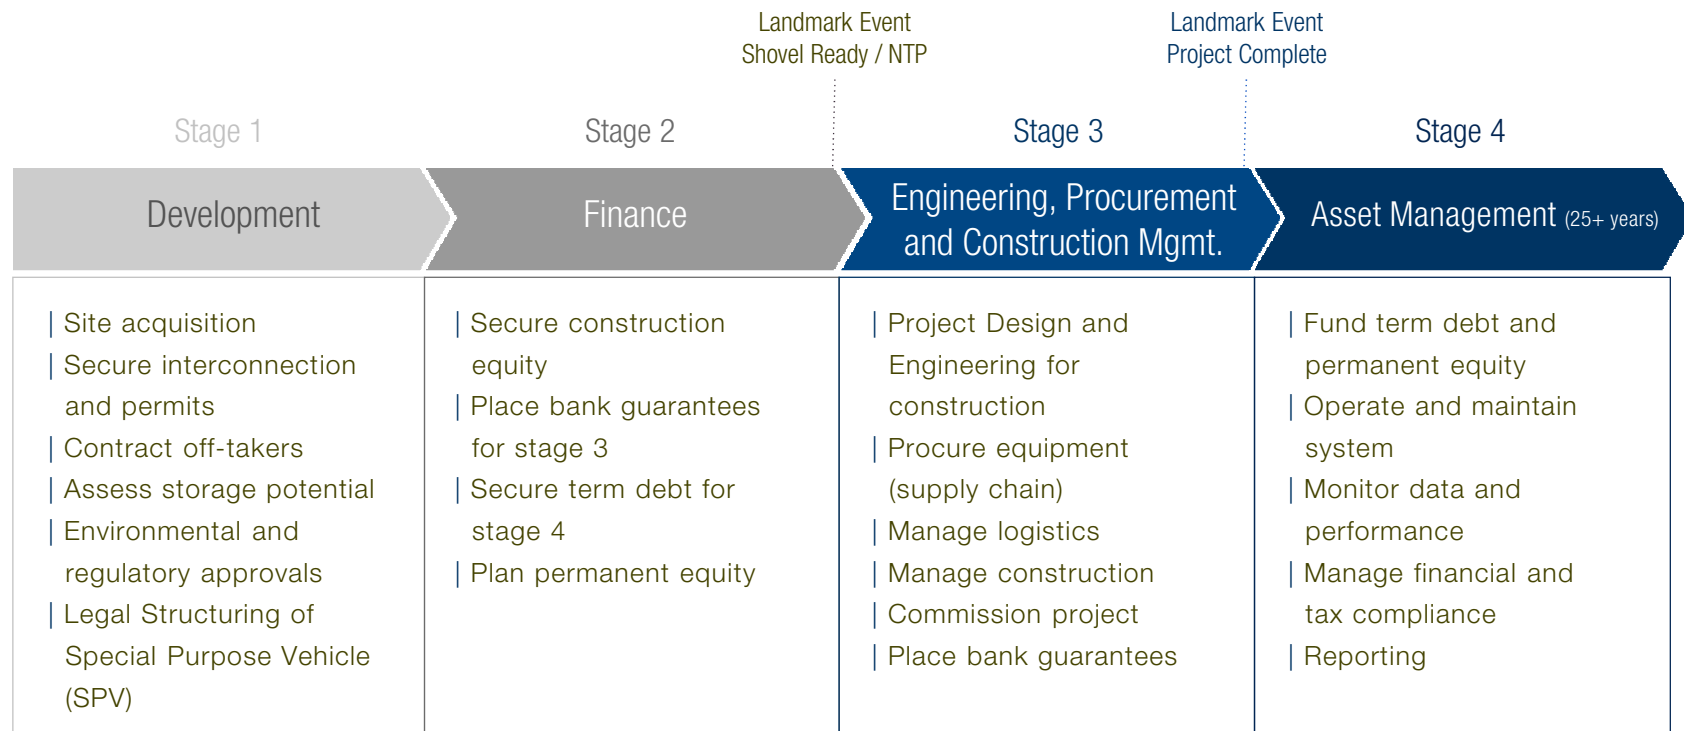 Landmark Event
Shovel Ready / NTP
Landmark Event
Project Complete
Stage 1
Stage 2
Stage 3
Stage 4
Development
Finance
Engineering, Procurement
and Construction Mgmt.
Asset Management (25+ years)
| Site acquisition
| Secure interconnection
and permits
| Contract off-takers
| Assess storage potential
| Environmental and
regulatory approvals
| Legal Structuring of
Special Purpose Vehicle
(SPV)
| Secure construction
equity
| Place bank guarantees
for stage 3
| Secure term debt for
stage 4
| Plan permanent equity
| Project Design and
Engineering for
construction
| Procure equipment
(supply chain)
| Manage logistics
| Manage construction
| Commission project
| Place bank guarantees
| Fund term debt and
permanent equity
| Operate and maintain
system
| Monitor data and
performance
| Manage financial and
tax compliance
| Reporting